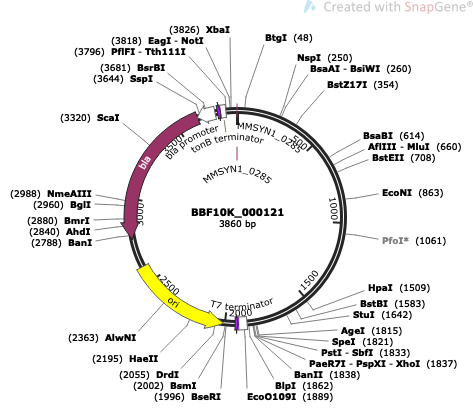 Created with SnapGene®
(3826) XbaI
(3818) EagI - NotI
(3796) PflFI - Tth111I
(3681) BsrBI
(3644) SspI
(3320) ScaI
(2988) NmeAIII
(2960) BglI
(2880) BmrI
(2840) AhdI
(2788) BanI
(2363) AlwNI
(2195) HaeII
(2055) DrdI
(2002) BsmI
(1996) BseRI
BtgI (48)
NspI (250)
BsaAI - BsiWI (260)
BstZ17I (354)
BsaBI (614)
AflIII - MluI (660)
BstEII (708)
EcoNI (863)
PfoI* (1061)
HpaI (1509)
BstBI (1583)
StuI (1642)
AgeI (1815)
SpeI (1821)
PstI - SbfI (1833)
PaeR7I - PspXI - XhoI (1837)
BanII (1838)
BlpI (1862)
EcoO109I (1889)
MMSYN1_0285
MMSYN1_0285
tonB terminator
bla promoter
bla
ori
T7 terminator
500
1000
1500
2000
2500
3000
3500
BBF10K_000121
3860 bp